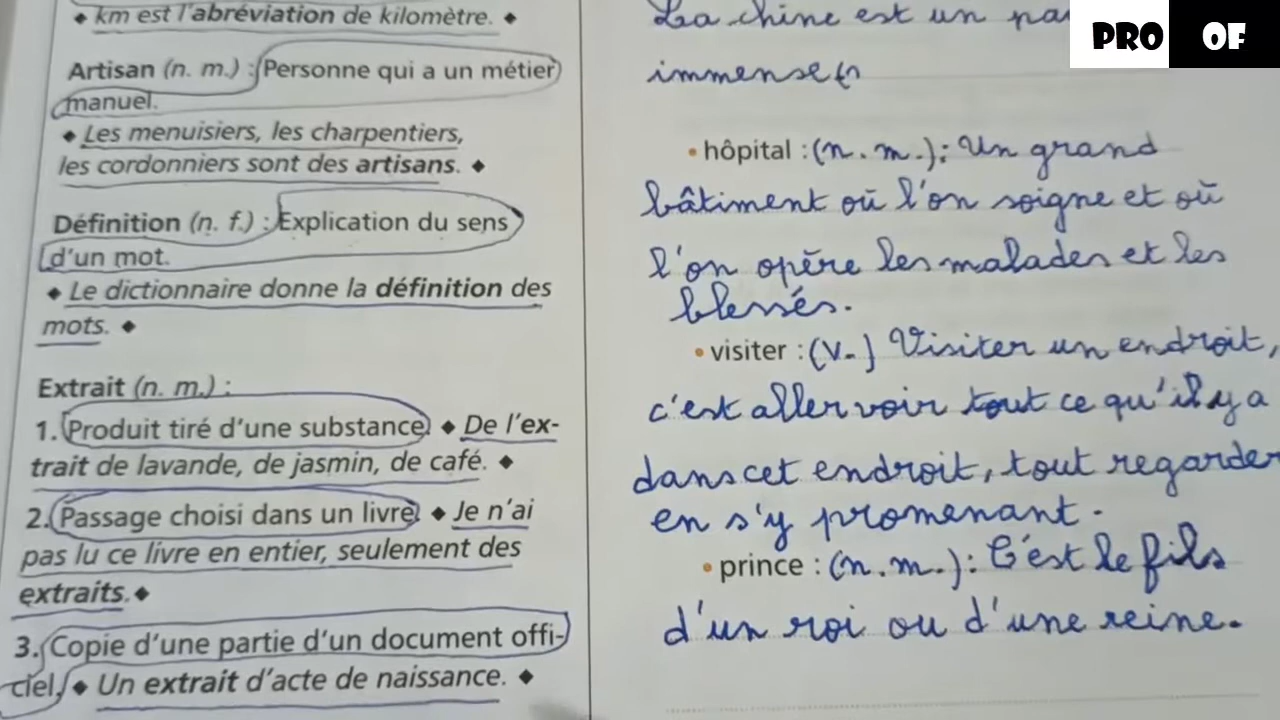 ◆ km est l'abréviation de kilomètre. ◆
Artisan (n. m.) : Personne qui a un métier
manuel.
◆ Les menuisiers, les charpentiers,
les cordonniers sont des artisans. ◆
Définition (n. f.) : Explication du sens
d'un mot.
◆ Le dictionnaire donne la définition des
mots. ◆
Extrait (n. m.) :
1. Produit tiré d'une substance. ◆ De l'ex-
trait de lavande, de jasmin, de café. ◆
2. Passage choisi dans un livre. ◆ Je n'ai
pas lu ce livre en entier, seulement des
extraits. ◆
3. Copie d'une partie d'un document offi-
ciel. ◆ Un extrait d'acte de naissance. ◆
La chine est un
immense
• hôpital : (n. m.): Un grand
bâtiment où l'on soigne et où
l'on opère les malades et les
blessés.
• visiter : (v.) Visiter un endroit,
c'est aller voir tout ce qu'il y a
dans cet endroit, tout regarder
en s'y promenant.
• prince : (n. m.): C'est le fils
d'un roi ou d'une reine.
PRO OF